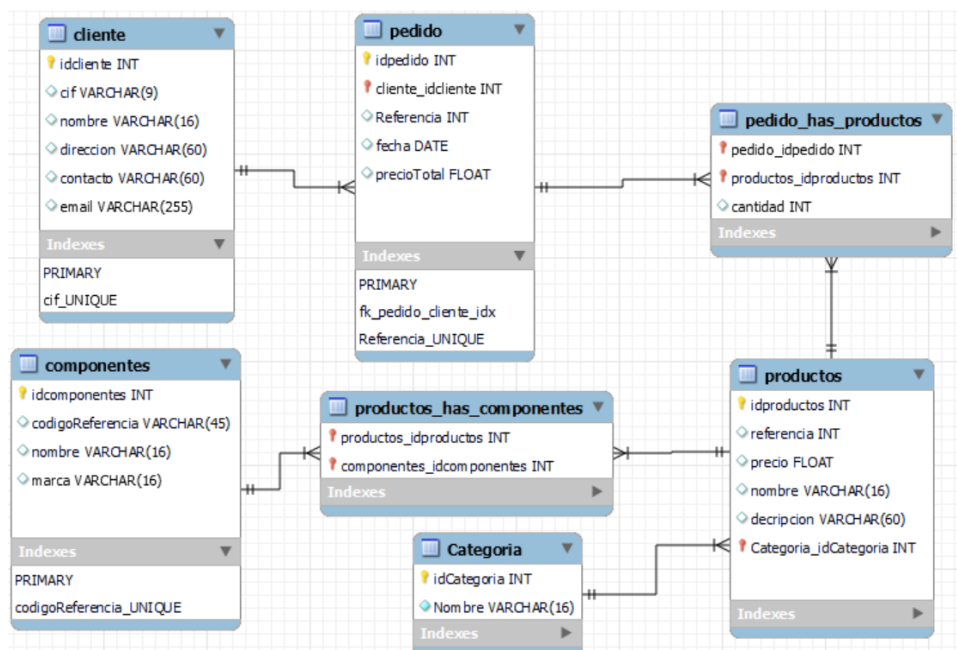 cliente
idcliente INT
cif VARCHAR(9)
nombre VARCHAR(16)
direccion VARCHAR(60)
contacto VARCHAR(60)
email VARCHAR(255)
Indexes
PRIMARY
cif_UNIQUE
pedido
idpedido INT
cliente_idcliente INT
Referencia INT
fecha DATE
precioTotal FLOAT
Indexes
PRIMARY
fk_pedido_cliente_idx
Referencia_UNIQUE
pedido_has_productos
pedido_idpedido INT
productos_idproductos INT
cantidad INT
Indexes
componentes
idcomponentes INT
codigoReferencia VARCHAR(45)
nombre VARCHAR(16)
marca VARCHAR(16)
Indexes
PRIMARY
codigoReferencia_UNIQUE
productos_has_componentes
productos_idproductos INT
componentes_idcomponentes INT
Indexes
productos
idproductos INT
referencia INT
precio FLOAT
nombre VARCHAR(16)
decripcion VARCHAR(60)
Categoria_idCategoria INT
Indexes
Categoria
idCategoria INT
Nombre VARCHAR(16)
Indexes